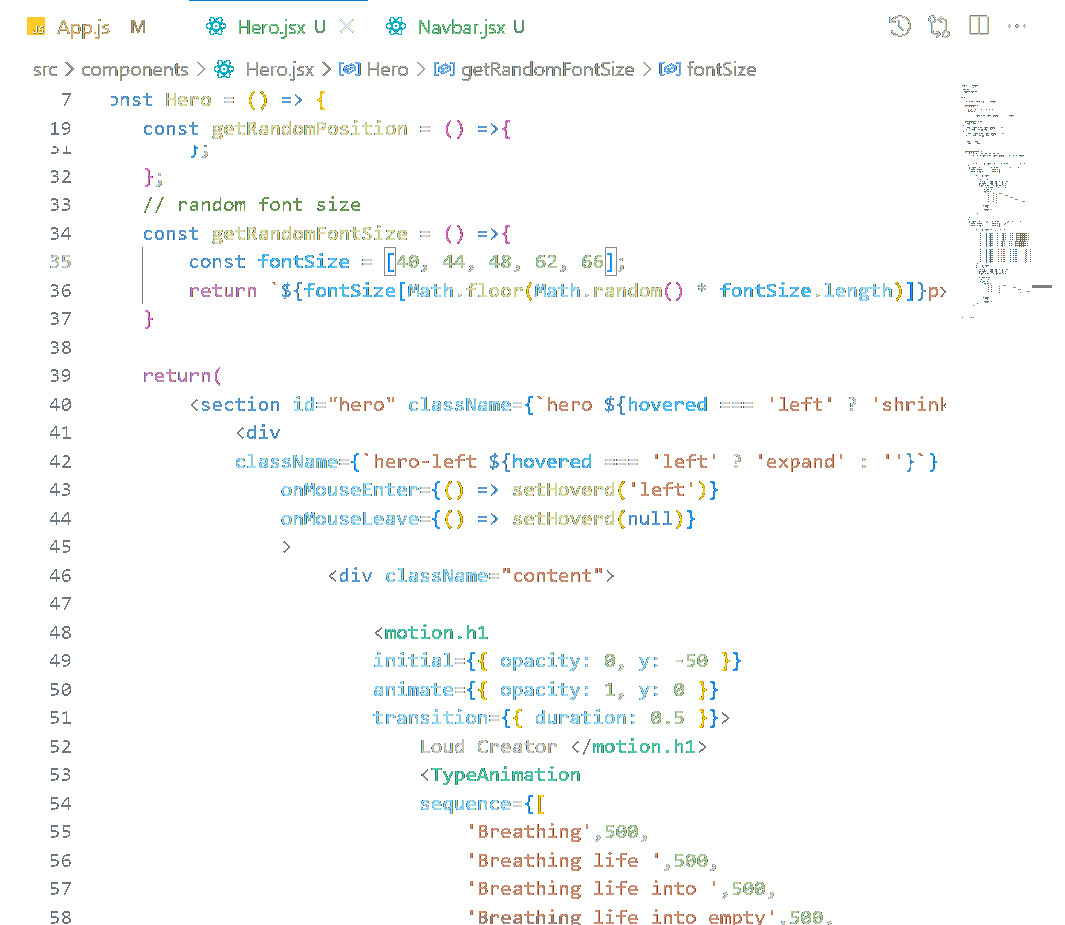 JS App.js M Hero.jsx U Navbar.jsx U
src > components > Hero.jsx > Hero > getRandomFontSize > fontSize
7 onst Hero = () => {
19 const getRandomPosition = () =>{
31 };
32 };
33 // random font size
34 const getRandomFontSize = () =>{
35 const fontSize = [40, 44, 48, 62, 66];
36 return `${fontSize[Math.floor(Math.random() * fontSize.length)]}p
37 }
38
39 return(
40 <section id="hero" className={`hero ${hovered === 'left' ? 'shrink
41 <div
42 className={`hero-left ${hovered === 'left' ? 'expand' : ''}`}
43 onMouseEnter={() => setHoverd('left')}
44 onMouseLeave={() => setHoverd(null)}
45 >
46 <div className="content">
47
48 <motion.h1
49 initial={{ opacity: 0, y: -50 }}
50 animate={{ opacity: 1, y: 0 }}
51 transition={{ duration: 0.5 }}>
52 Loud Creator </motion.h1>
53 <TypeAnimation
54 sequence={[
55 'Breathing',500,
56 'Breathing life ',500,
57 'Breathing life into ',500,
58 'Breathing life into empty',500,